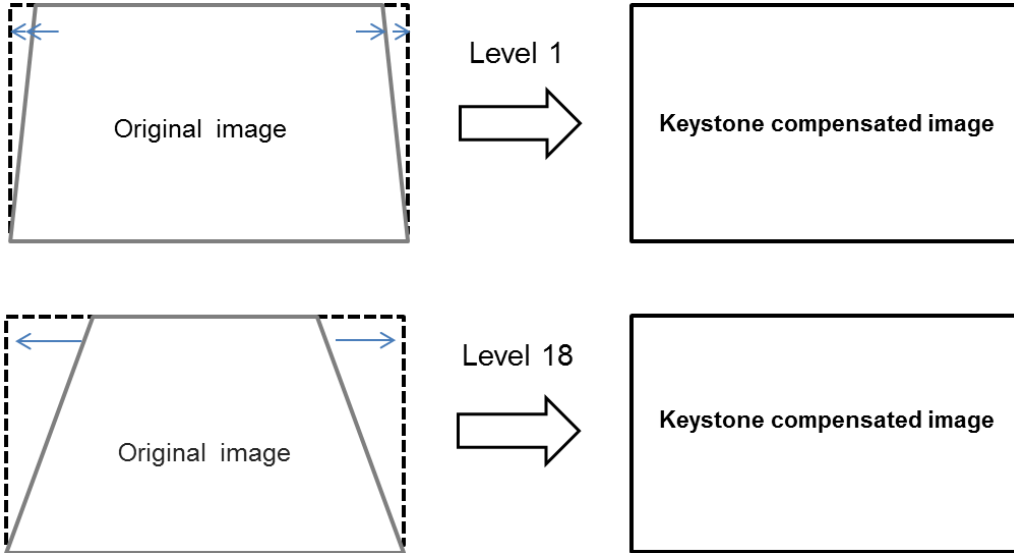 Original image
Level 1
Keystone compensated image
Original image
Level 18
Keystone compensated image